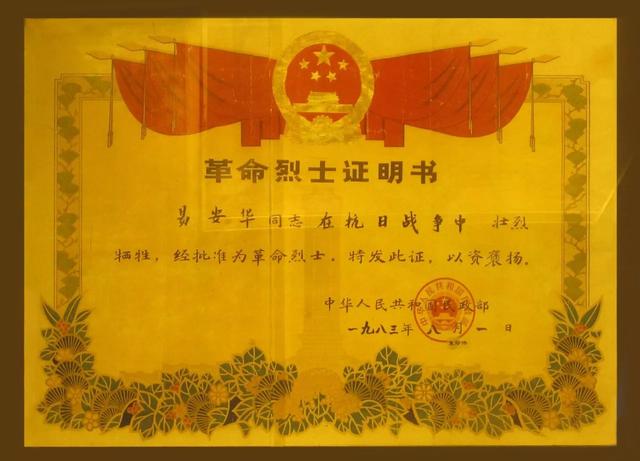 革命烈士证明书
易安华同志在抗日战争中 壮烈
牺牲，经批准为革命烈士。特发此证，以资褒扬。
中华人民共和国民政部
一九八三年八月一日